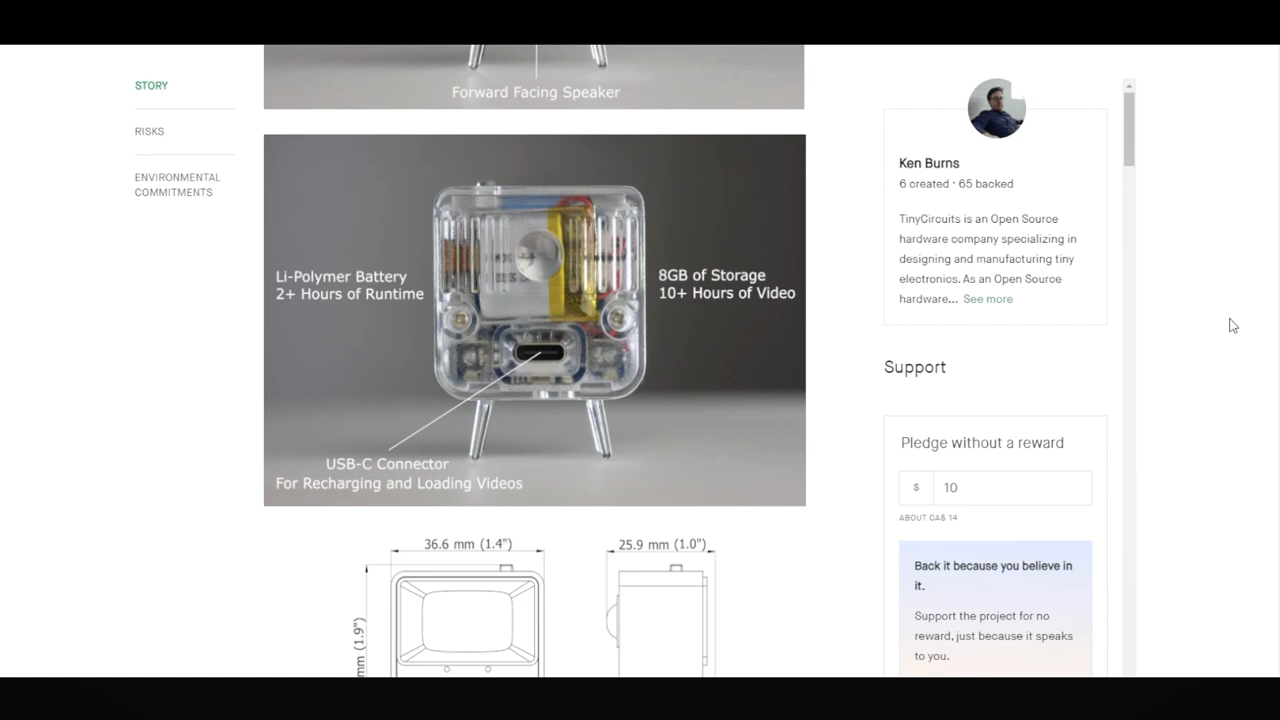 STORY
RISKS
ENVIRONMENTAL
COMMITMENTS
Forward Facing Speaker
Li-Polymer Battery
2+ Hours of Runtime
8GB of Storage
10+ Hours of Video
USB-C Connector
For Recharging and Loading Videos
36.6 mm (1.4")
25.9 mm (1.0")
mm (1.9")
Ken Burns
6 created · 65 backed
TinyCircuits is an Open Source
hardware company specializing in
designing and manufacturing tiny
electronics. As an Open Source
hardware... See more
Support
Pledge without a reward
$ 10
ABOUT CA$ 14
Back it because you believe in
it.
Support the project for no
reward, just because it speaks
to you.